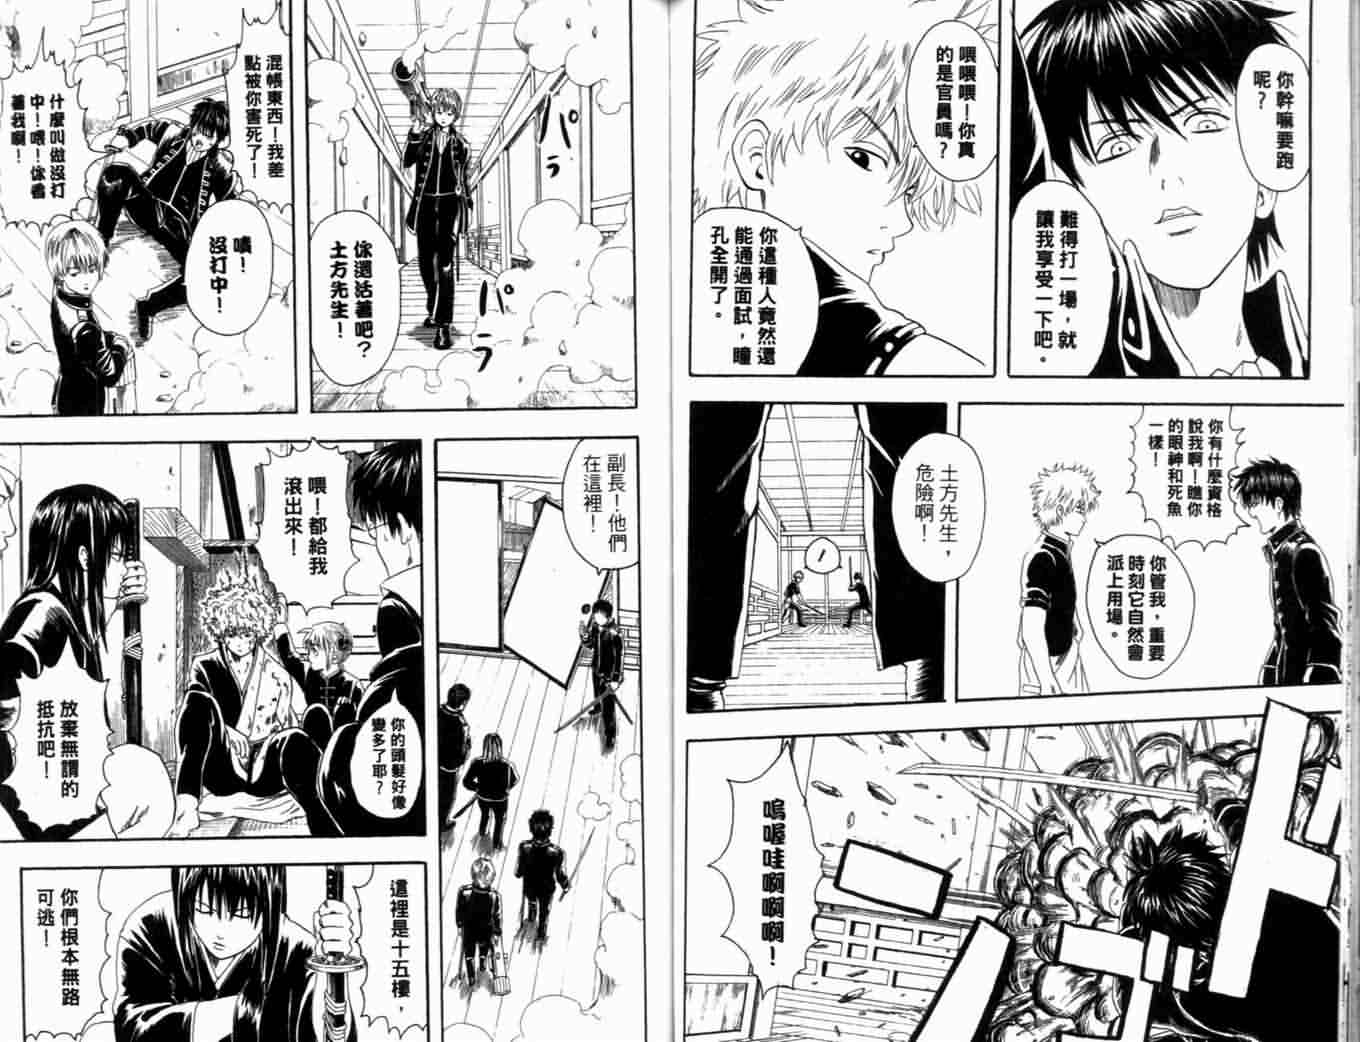 你幹嘛要跑
呢？
難得打一場，就
讓我享受一下吧。
喂喂喂！你真
的是官員嗎？
你這種人竟然還
能通過面試，瞳
孔全開了。
你有什麼資格
說我啊！瞧你
的眼神和死魚
一樣！
你管我，重要
時刻它自然會
派上用場。
土方先生，
危險啊！
！
嗚喔哇啊啊啊啊！
ドガ
パラ
パラ
你還活著吧？
土方先生！
混帳東西！我差
點被你害死了！
嘖！
沒打中！
什麼叫做沒打
中！喂！你看
著我啊！
副長！他們
在這裡！
喂！都給我
滾出來！
你的頭髮好像
變多了耶？
放棄無謂的
抵抗吧！
這裡是十五樓，
你們根本無路
可逃！